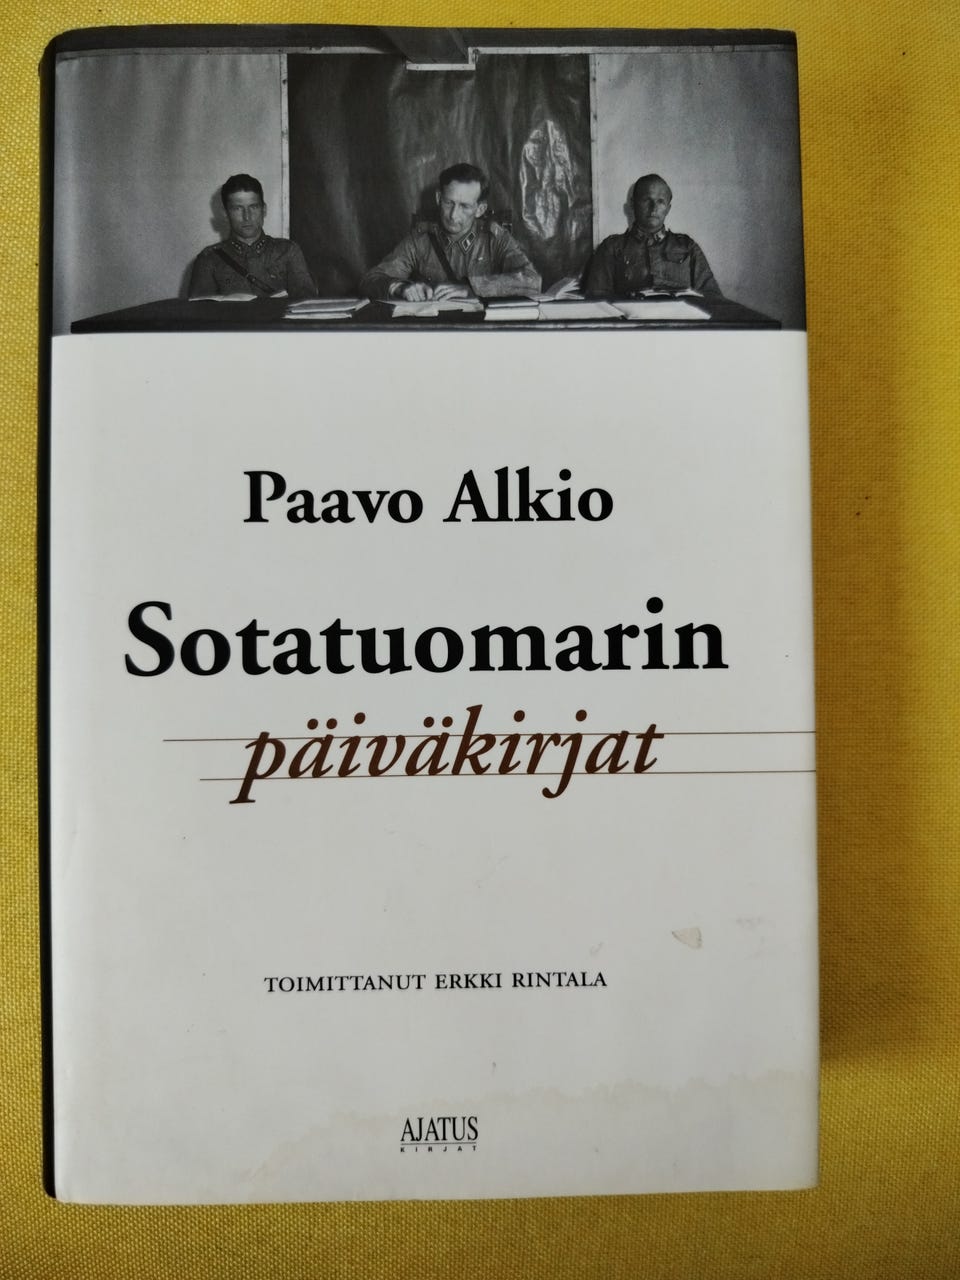 Paavo Alkio
Sotatuomarin
päiväkirjat
TOIMITTANUT ERKKI RINTALA
AJATUS
KIRJAT